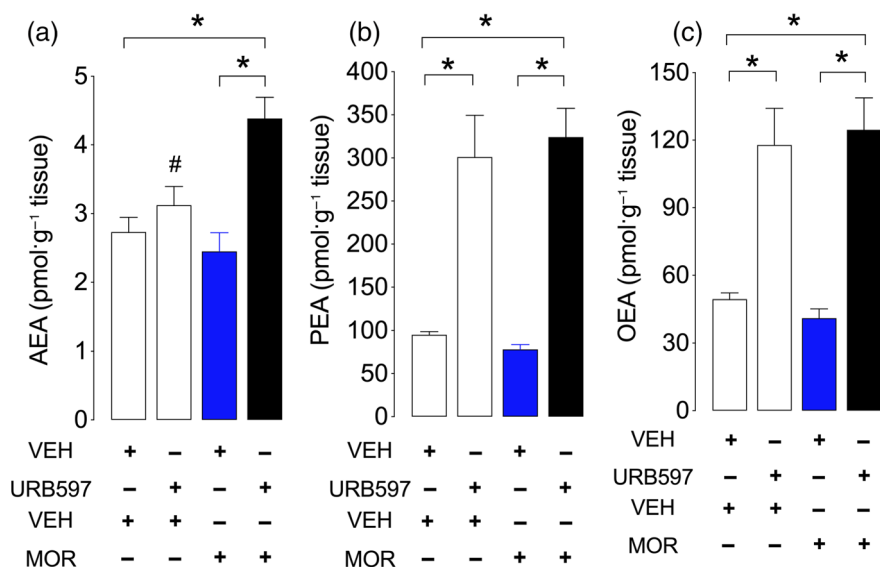 (a)
*
*
#
AEA (pmol·g⁻¹ tissue)
5
4
3
2
1
0
VEH + − + −
URB597 − + − +
VEH + + − −
MOR − − + +
(b)
*
*
*
PEA (pmol·g⁻¹ tissue)
400
350
300
250
200
150
100
50
0
VEH + − + −
URB597 − + − +
VEH + + − −
MOR − − + +
(c)
*
*
*
OEA (pmol·g⁻¹ tissue)
150
120
90
60
30
0
VEH + − + −
URB597 − + − +
VEH + + − −
MOR − − + +